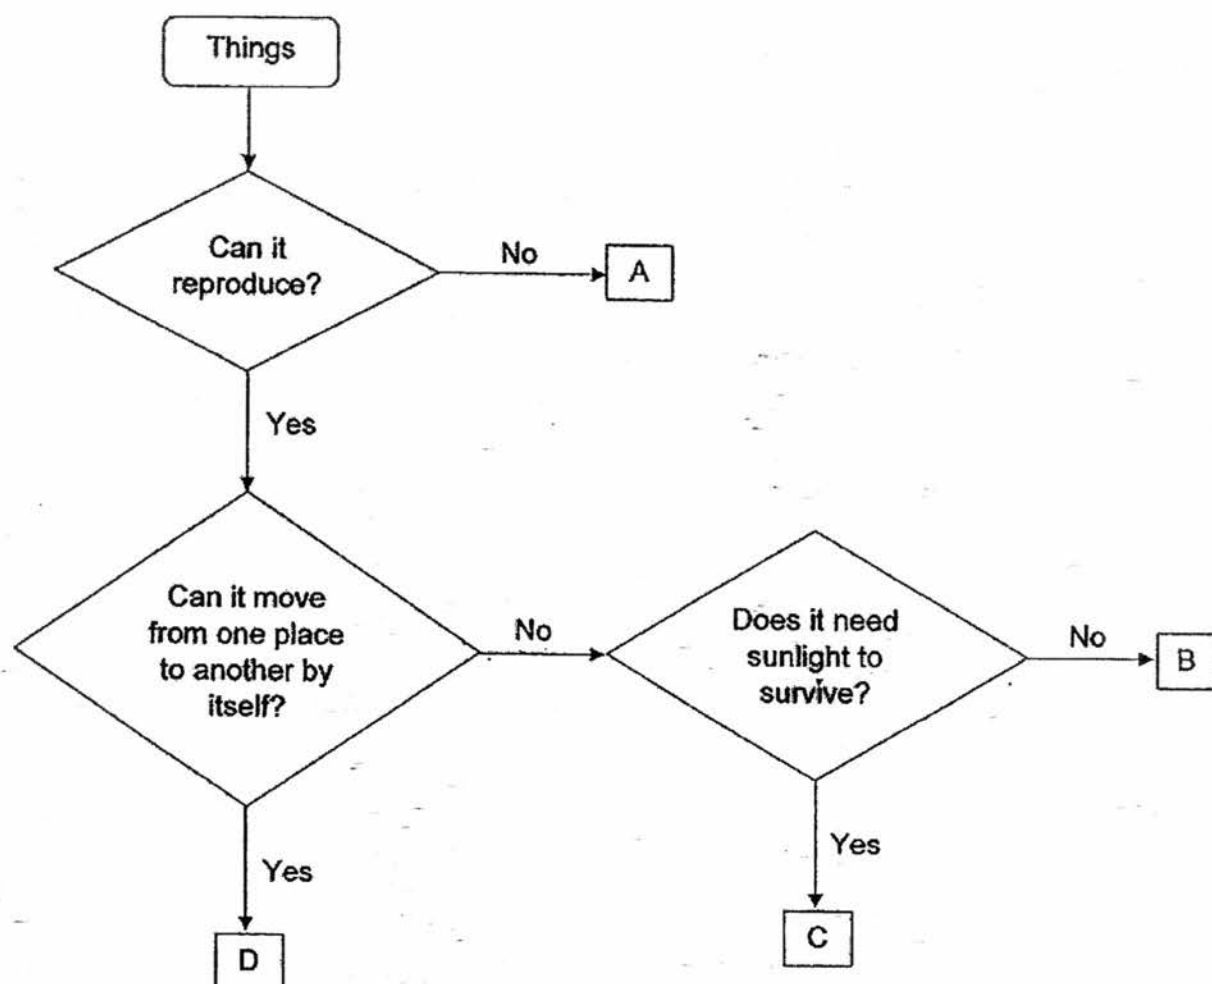 Things
Can it
reproduce?
No
A
Yes
Can it move
from one place
to another by
itself?
No
Does it need
sunlight to
survive?
No
B
Yes
C
Yes
D